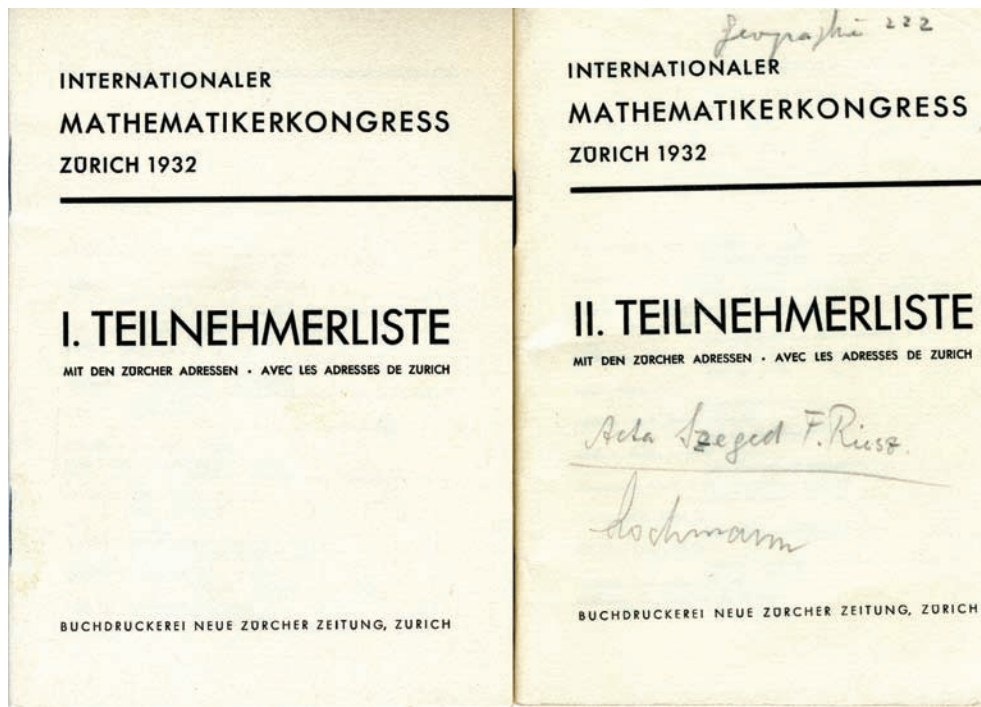 INTERNATIONALER
MATHEMATIKERKONGRESS
ZÜRICH 1932
I. TEILNEHMERLISTE
MIT DEN ZÜRCHER ADRESSEN · AVEC LES ADRESSES DE ZURICH
BUCHDRUCKEREI NEUE ZÜRCHER ZEITUNG, ZÜRICH
Geographie 222
INTERNATIONALER
MATHEMATIKERKONGRESS
ZÜRICH 1932
II. TEILNEHMERLISTE
MIT DEN ZÜRCHER ADRESSEN · AVEC LES ADRESSES DE ZURICH
Acta Szeged F. Riesz.
BUCHDRUCKEREI NEUE ZÜRCHER ZEITUNG, ZÜRICH